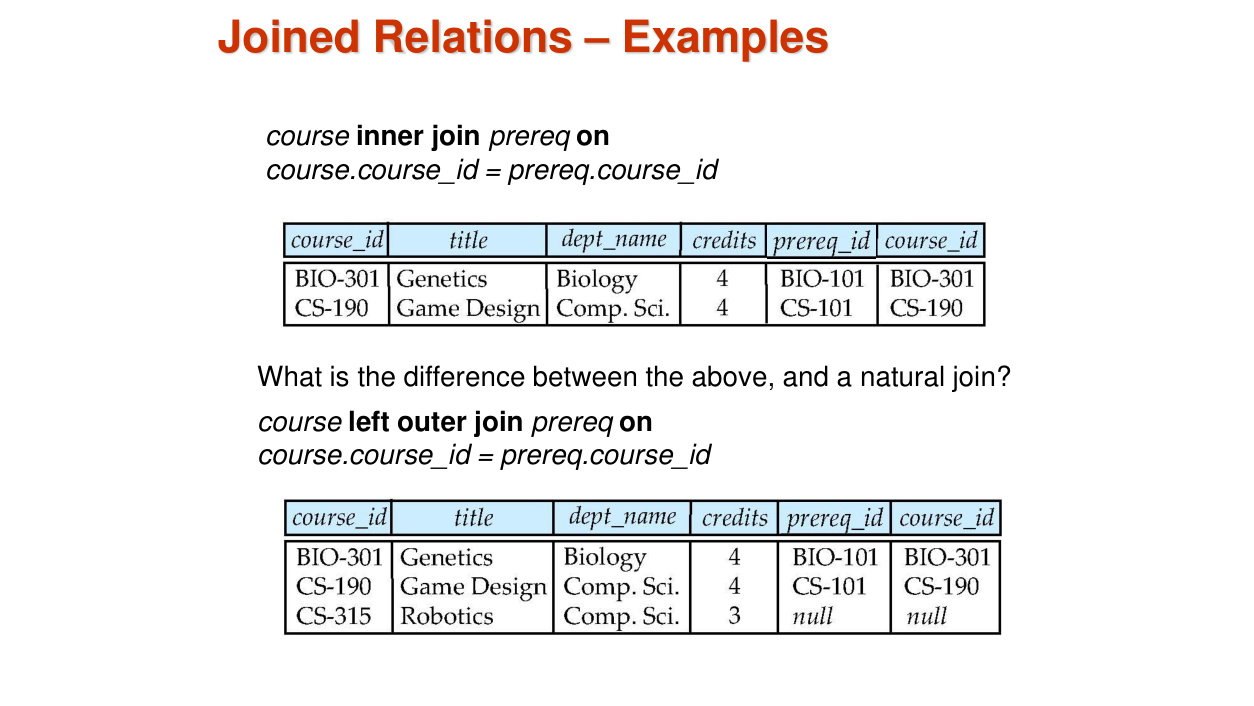 Joined Relations – Examples
course inner join prereq on
course.course_id = prereq.course_id
course_id title dept_name credits prereq_id course_id
BIO-301 Genetics Biology 4 BIO-101 BIO-301
CS-190 Game Design Comp. Sci. 4 CS-101 CS-190
What is the difference between the above, and a natural join?
course left outer join prereq on
course.course_id = prereq.course_id
course_id title dept_name credits prereq_id course_id
BIO-301 Genetics Biology 4 BIO-101 BIO-301
CS-190 Game Design Comp. Sci. 4 CS-101 CS-190
CS-315 Robotics Comp. Sci. 3 null null